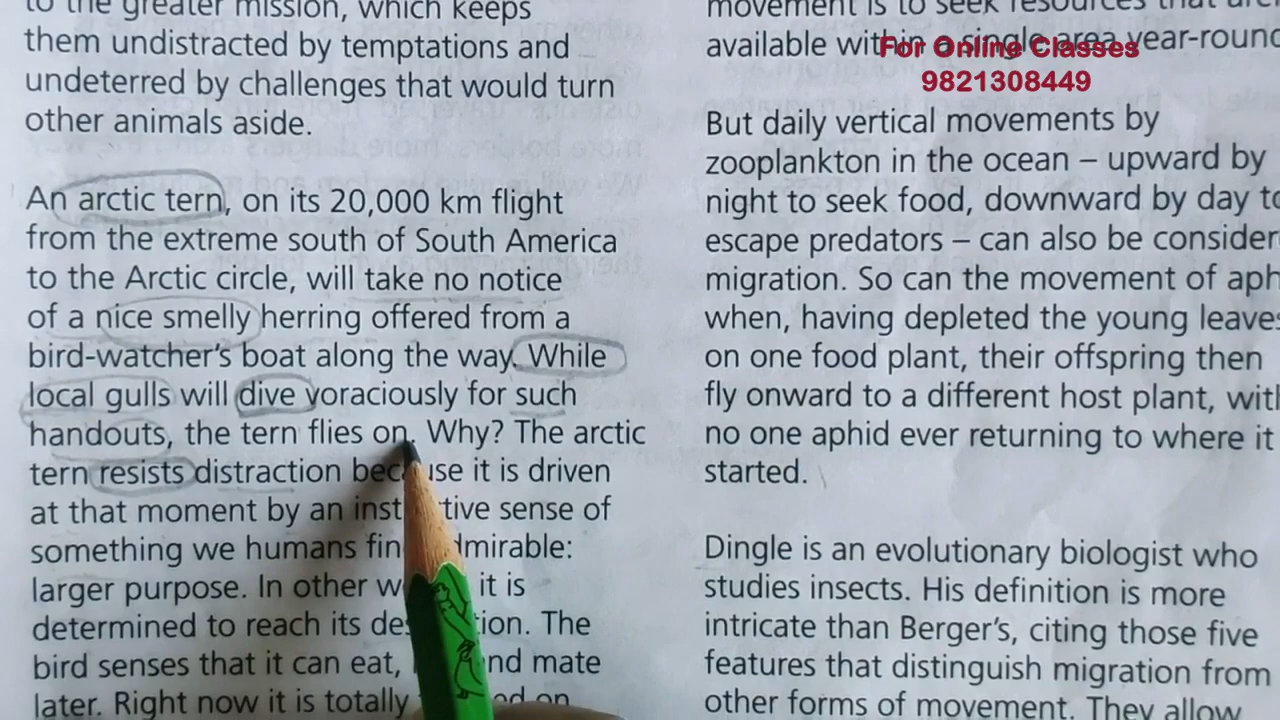 to the greater mission, which keeps
them undistracted by temptations and
undeterred by challenges that would turn
other animals aside.
An arctic tern, on its 20,000 km flight
from the extreme south of South America
to the Arctic circle, will take no notice
of a nice smelly herring offered from a
bird-watcher's boat along the way. While
local gulls will dive voraciously for such
handouts, the tern flies on. Why? The arctic
tern resists distraction because it is driven
at that moment by an sense of
something we humans
larger purpose. In other it is
determined to reach its The
bird senses that it can eat, mate
later. Right now it is totally on
movement is to seek resources that
available within a single area year-round
For Online Classes
9821308449
But daily vertical movements by
zooplankton in the ocean – upward by
night to seek food, downward by day to
escape predators – can also be consider
migration. So can the movement of aph
when, having depleted the young leaves
on one food plant, their offspring then
fly onward to a different host plant, with
no one aphid ever returning to where it
started.
Dingle is an evolutionary biologist who
studies insects. His definition is more
intricate than Berger's, citing those five
features that distinguish migration from
other forms of movement. They allow